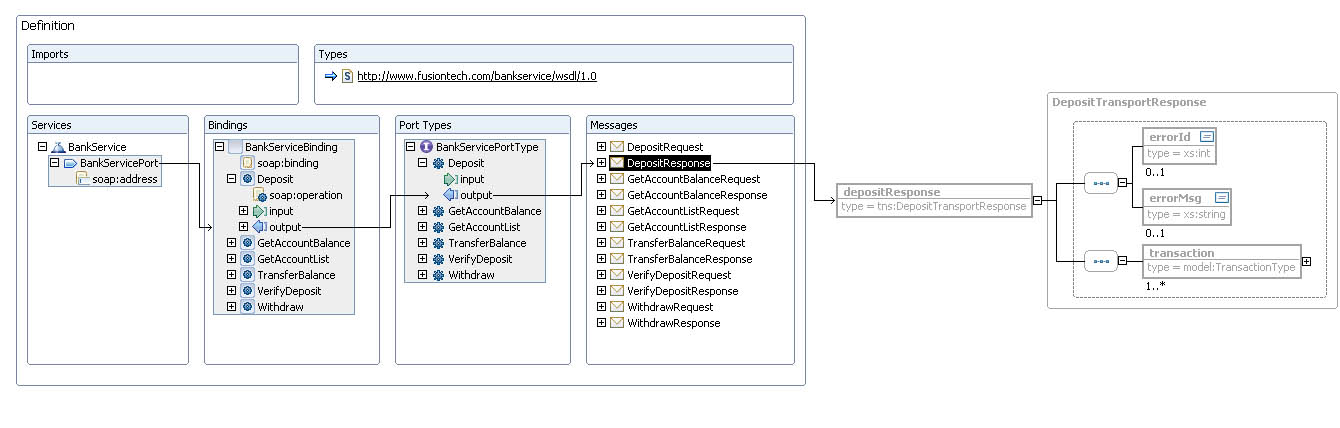 Definition
Imports
Types
http://www.fusiontech.com/bankservice/wsdl/1.0
Services
BankService
BankServicePort
soap:address
Bindings
BankServiceBinding
soap:binding
Deposit
soap:operation
input
output
GetAccountBalance
GetAccountList
TransferBalance
VerifyDeposit
Withdraw
Port Types
BankServicePortType
Deposit
input
output
GetAccountBalance
GetAccountList
TransferBalance
VerifyDeposit
Withdraw
Messages
DepositRequest
DepositResponse
GetAccountBalanceRequest
GetAccountBalanceResponse
GetAccountListRequest
GetAccountListResponse
TransferBalanceRequest
TransferBalanceResponse
VerifyDepositRequest
VerifyDepositResponse
WithdrawRequest
WithdrawResponse
depositResponse
type = tns:DepositTransportResponse
DepositTransportResponse
errorId
type = xs:int
0..1
errorMsg
type = xs:string
0..1
transaction
type = model:TransactionType
1..*